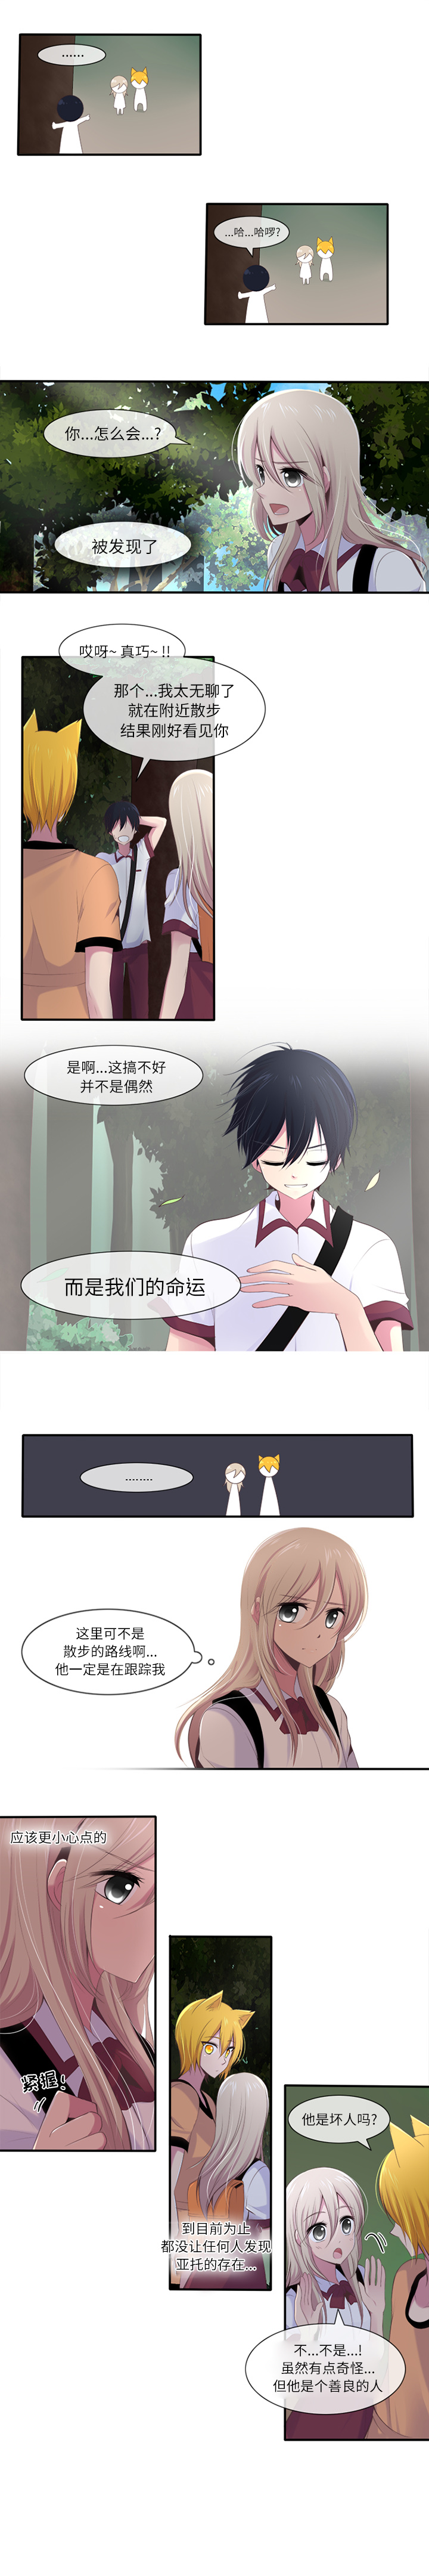 ……
...哈...哈啰?
你...怎么会...?
被发现了
哎呀~ 真巧~ !!
那个...我太无聊了
就在附近散步
结果刚好看见你
是啊...这搞不好
并不是偶然
而是我们的命运
........
这里可不是
散步的路线啊...
他一定是在跟踪我
应该更小心点的
紧握!
到目前为止
都没让任何人发现
亚托的存在...
他是坏人吗?
不...不是...!
虽然有点奇怪...
但他是个善良的人